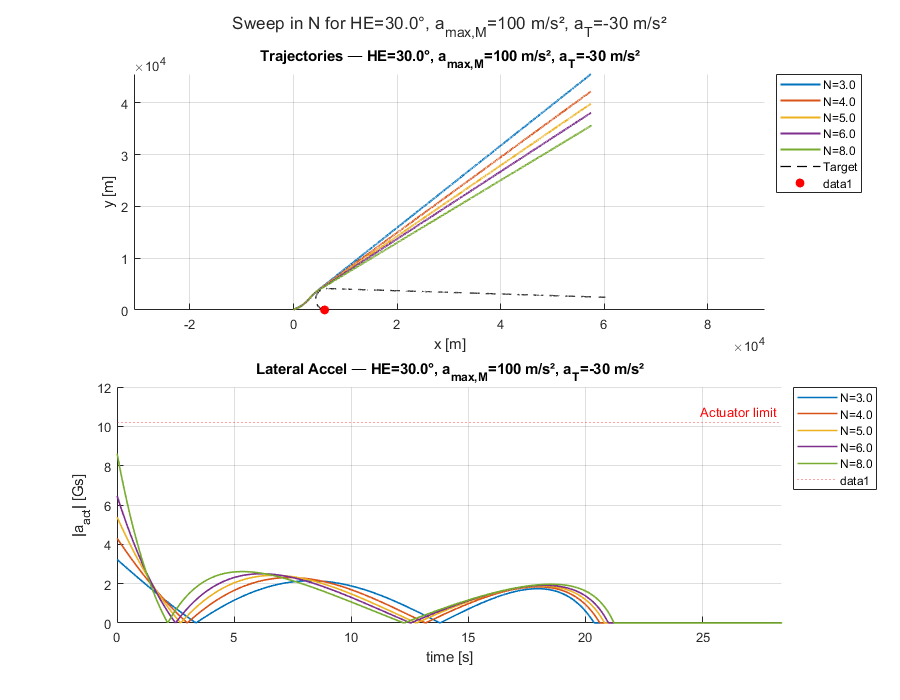 Sweep in N for HE=30.0°, a_max,M=100 m/s², a_T=-30 m/s²
Trajectories — HE=30.0°, a_max,M=100 m/s², a_T=-30 m/s²
×10^4
4
3
2
1
0
y [m]
-2
0
2
4
6
8
x [m]
×10^4
N=3.0
N=4.0
N=5.0
N=6.0
N=8.0
Target
data1
Lateral Accel — HE=30.0°, a_max,M=100 m/s², a_T=-30 m/s²
12
10
8
6
4
2
0
|a_act| [Gs]
Actuator limit
0
5
10
15
20
25
time [s]
N=3.0
N=4.0
N=5.0
N=6.0
N=8.0
data1